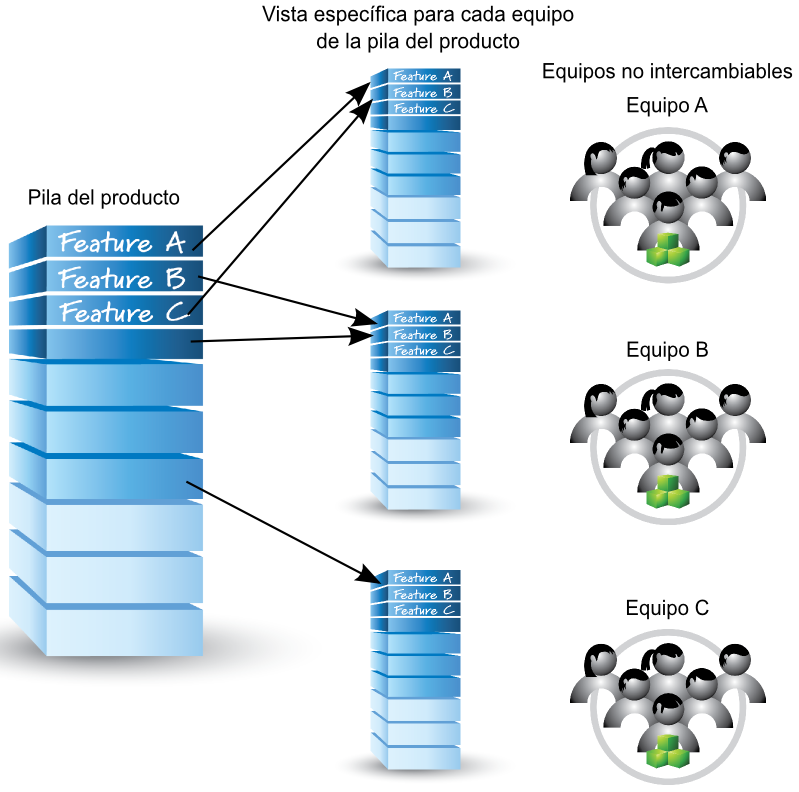 Vista específica para cada equipo
de la pila del producto
Equipos no intercambiables
Equipo A
Feature A
Feature B
Feature C
Pila del producto
Feature A
Feature B
Feature C
Equipo B
Feature A
Feature B
Feature C
Equipo C
Feature A
Feature B
Feature C